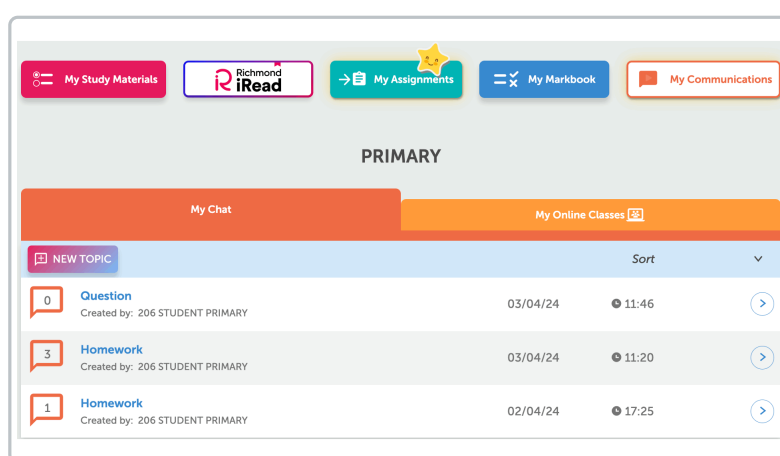 My Study Materials
Richmond
iRead
My Assignments
My Markbook
My Communications
PRIMARY
My Chat
My Online Classes
NEW TOPIC
Sort
0
Question
03/04/24
11:46
Created by: 206 STUDENT PRIMARY
3
Homework
03/04/24
11:20
Created by: 206 STUDENT PRIMARY
1
Homework
02/04/24
17:25
Created by: 206 STUDENT PRIMARY